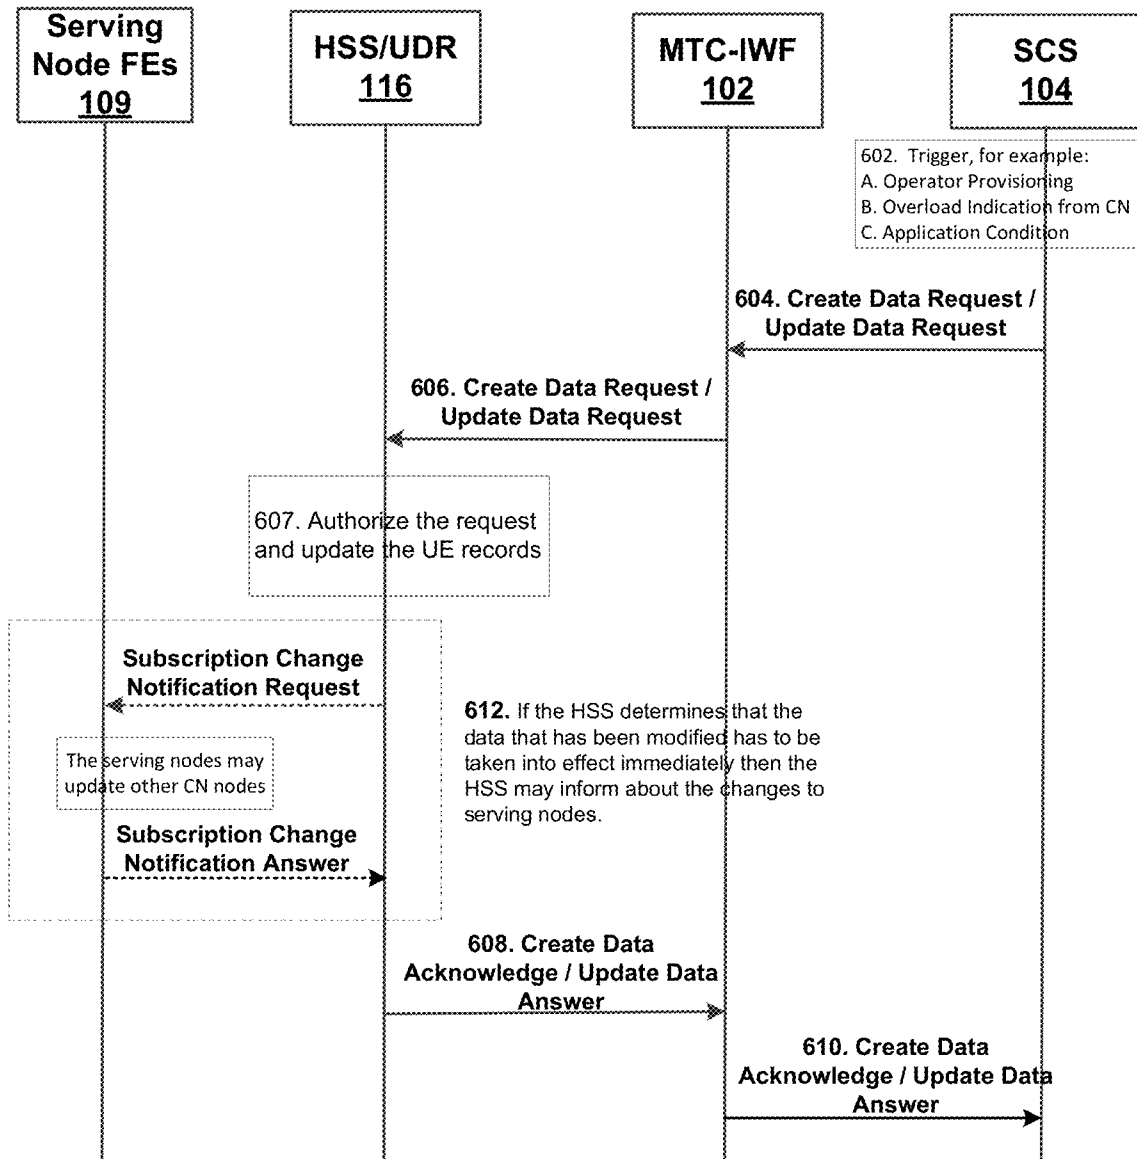 Serving
Node FEs
109
HSS/UDR
116
MTC-IWF
102
SCS
104
602. Trigger, for example:
A. Operator Provisioning
B. Overload Indication from CN
C. Application Condition
604. Create Data Request /
Update Data Request
606. Create Data Request /
Update Data Request
607. Authorize the request
and update the UE records
Subscription Change
Notification Request
612. If the HSS determines that the
data that has been modified has to be
taken into effect immediately then the
HSS may inform about the changes to
serving nodes.
The serving nodes may
update other CN nodes
Subscription Change
Notification Answer
608. Create Data
Acknowledge / Update Data
Answer
610. Create Data
Acknowledge / Update Data
Answer